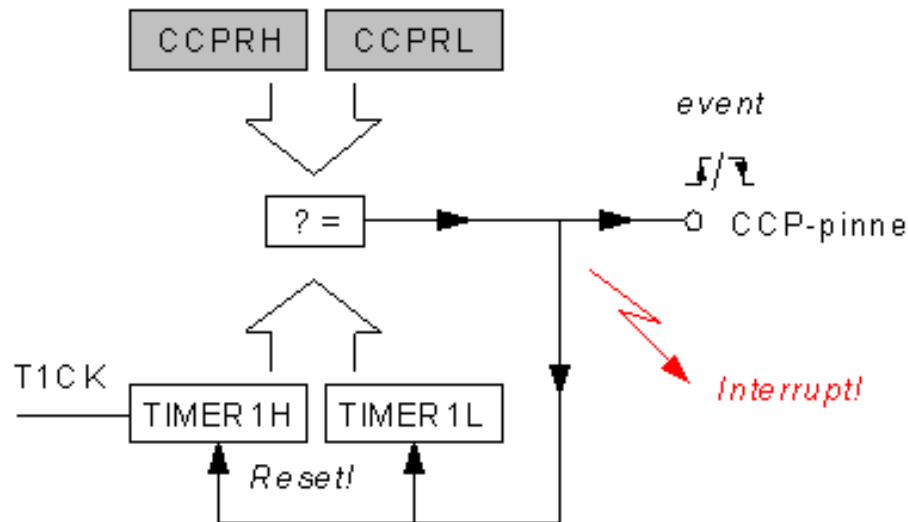 CCPRH CCPRL
event
? =
CCP-pinne
T1CK
Interrupt!
TIMER1H TIMER1L
Reset!